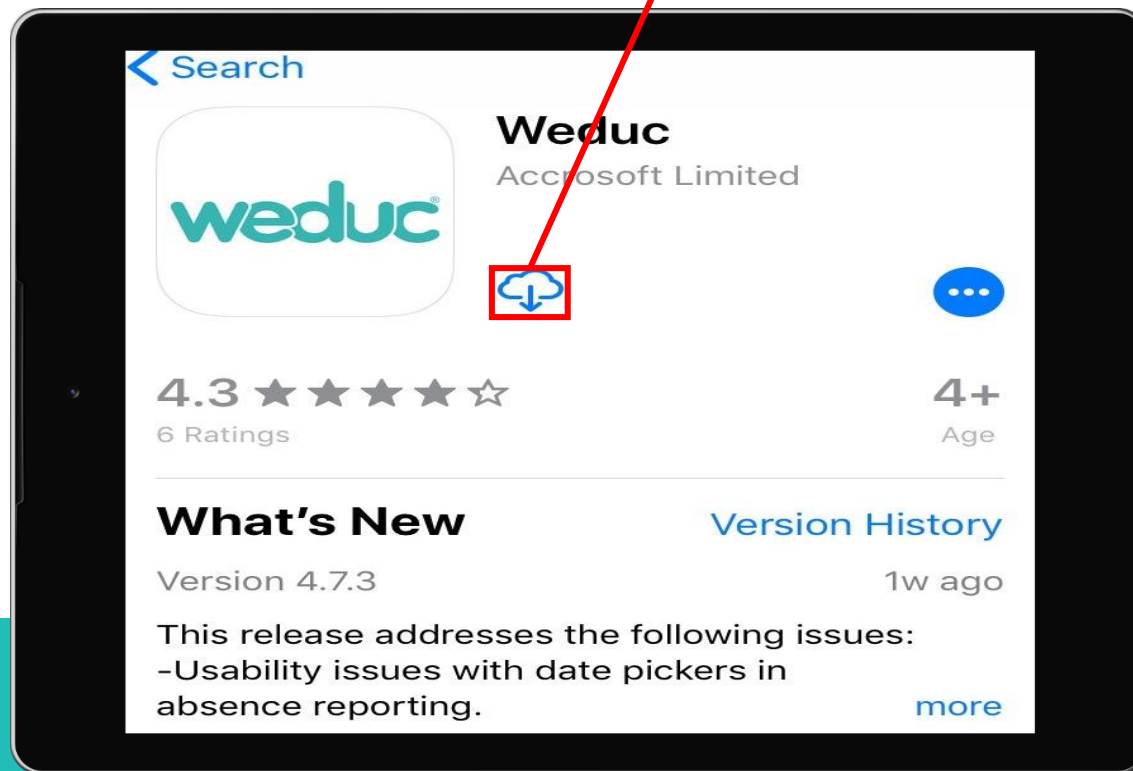 Search
Weduc
Accrosoft Limited
weduc®
4.3
4+
6 Ratings
Age
What's New
Version History
Version 4.7.3
1w ago
This release addresses the following issues:
-Usability issues with date pickers in
absence reporting.
more